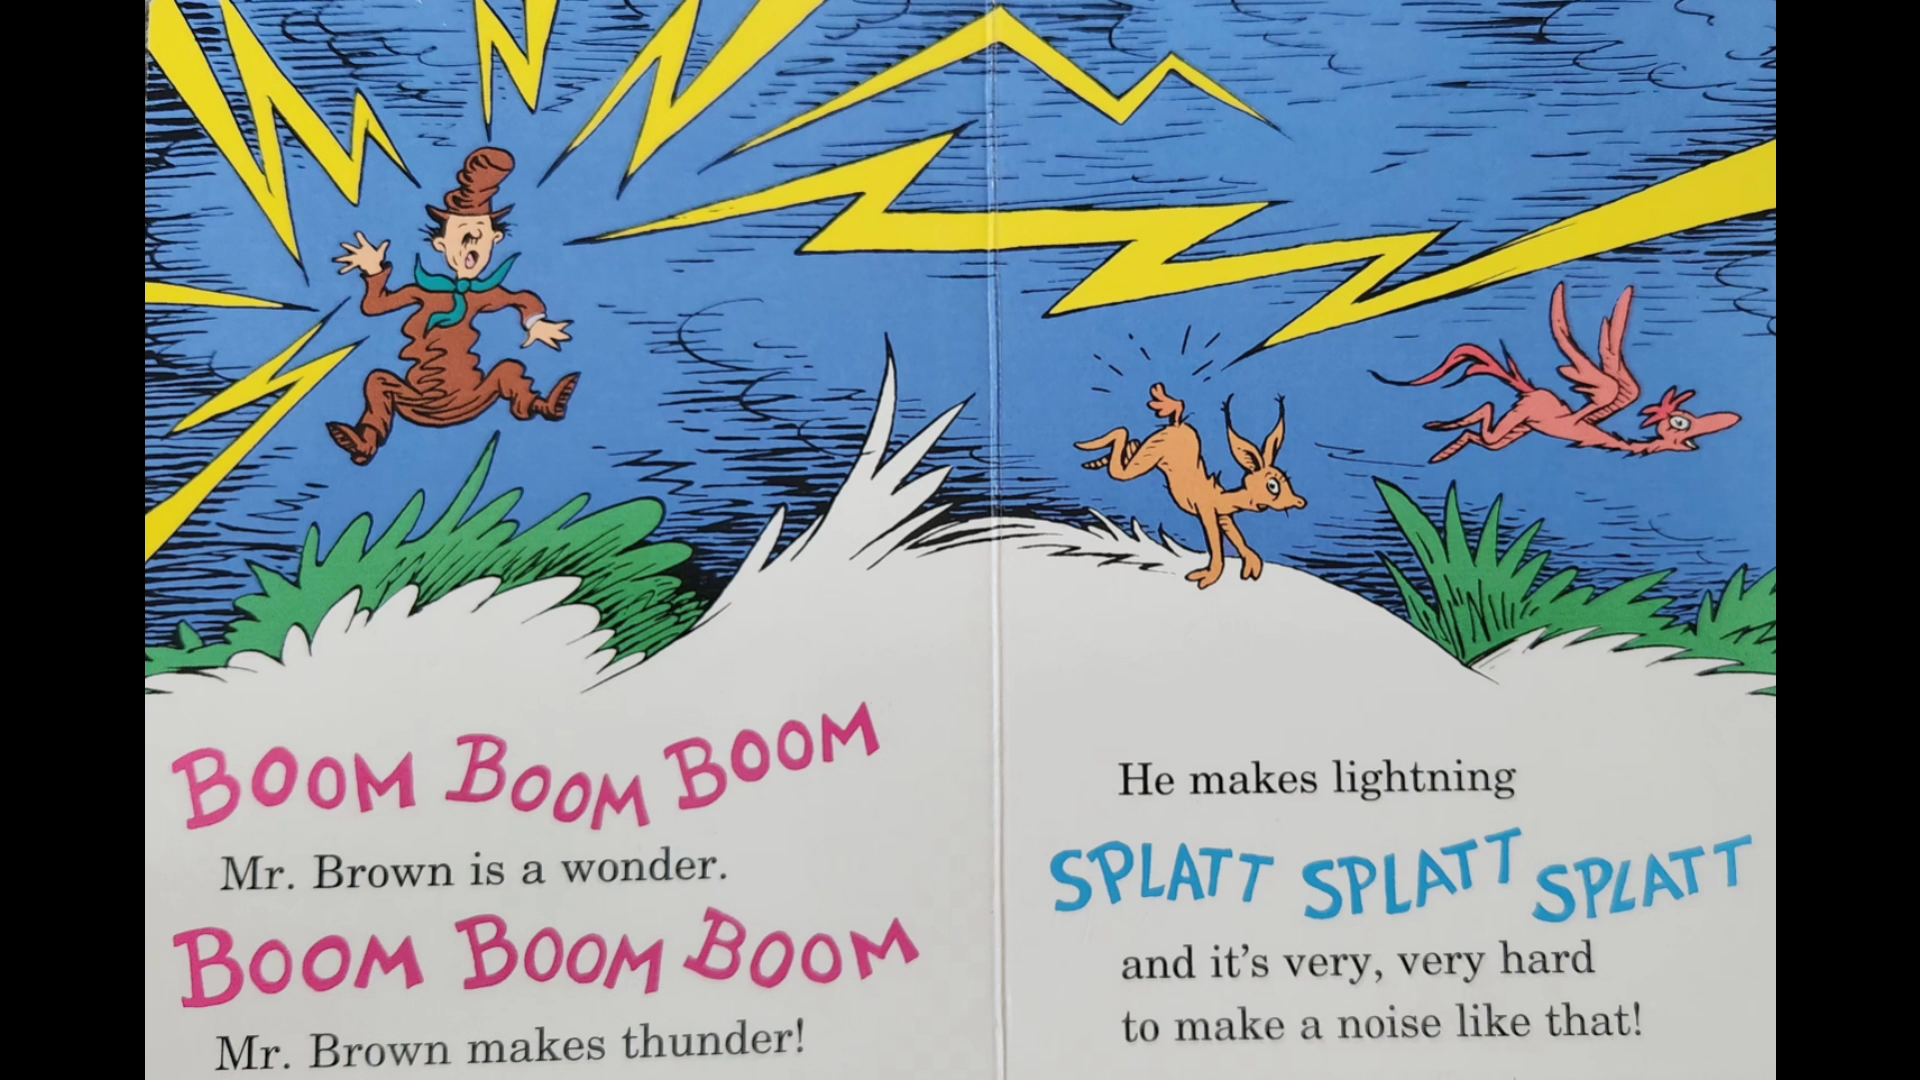 BOOM BOOM BOOM
Mr. Brown is a wonder.
BOOM BOOM BOOM
Mr. Brown makes thunder!
He makes lightning
SPLATT SPLATT SPLATT
and it's very, very hard
to make a noise like that!